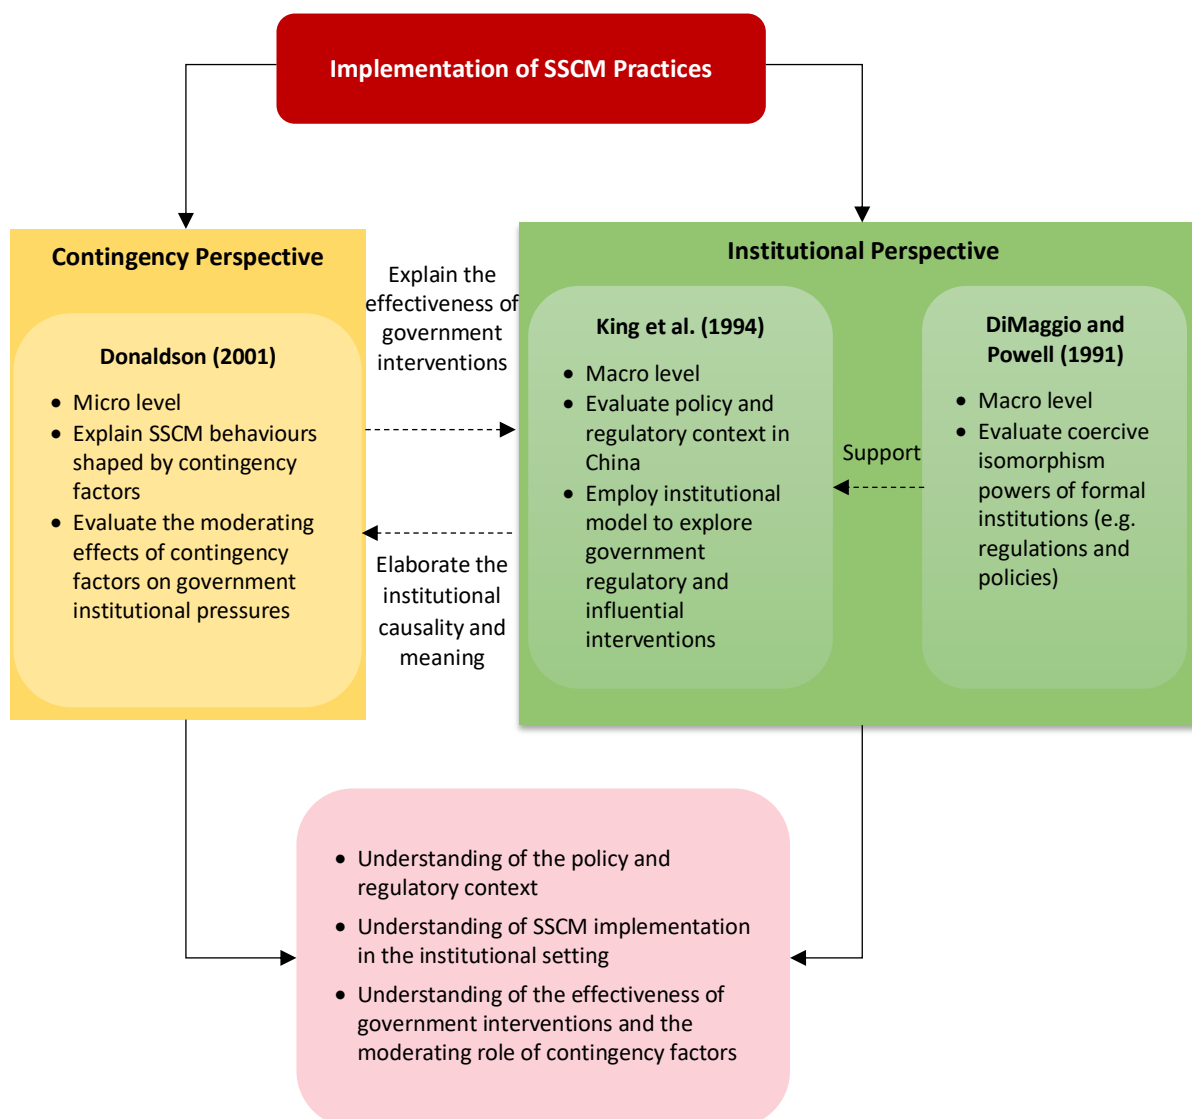 Implementation of SSCM Practices
Contingency Perspective
Donaldson (2001)
• Micro level
• Explain SSCM behaviours
shaped by contingency
factors
• Evaluate the moderating
effects of contingency
factors on government
institutional pressures
Explain the
effectiveness of
government
interventions
Elaborate the
institutional
causality and
meaning
Institutional Perspective
King et al. (1994)
• Macro level
• Evaluate policy and
regulatory context in
China
• Employ institutional
model to explore
government
regulatory and
influential
interventions
Support
DiMaggio and
Powell (1991)
• Macro level
• Evaluate coercive
isomorphism
powers of formal
institutions (e.g.
regulations and
policies)
• Understanding of the policy and
regulatory context
• Understanding of SSCM implementation
in the institutional setting
• Understanding of the effectiveness of
government interventions and the
moderating role of contingency factors